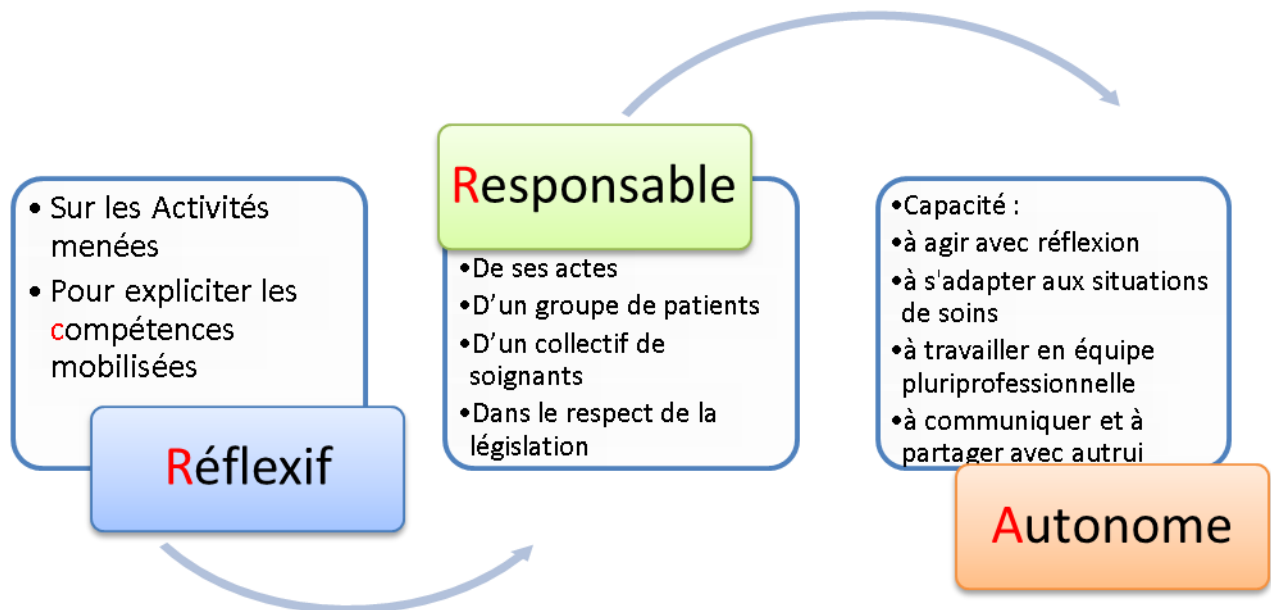 • Sur les Activités
menées
• Pour expliciter les
compétences
mobilisées
Réflexif
Responsable
•De ses actes
•D’un groupe de patients
•D’un collectif de
soignants
•Dans le respect de la
législation
•Capacité :
•à agir avec réflexion
•à s'adapter aux situations
de soins
•à travailler en équipe
pluriprofessionnelle
•à communiquer et à
partager avec autrui
Autonome